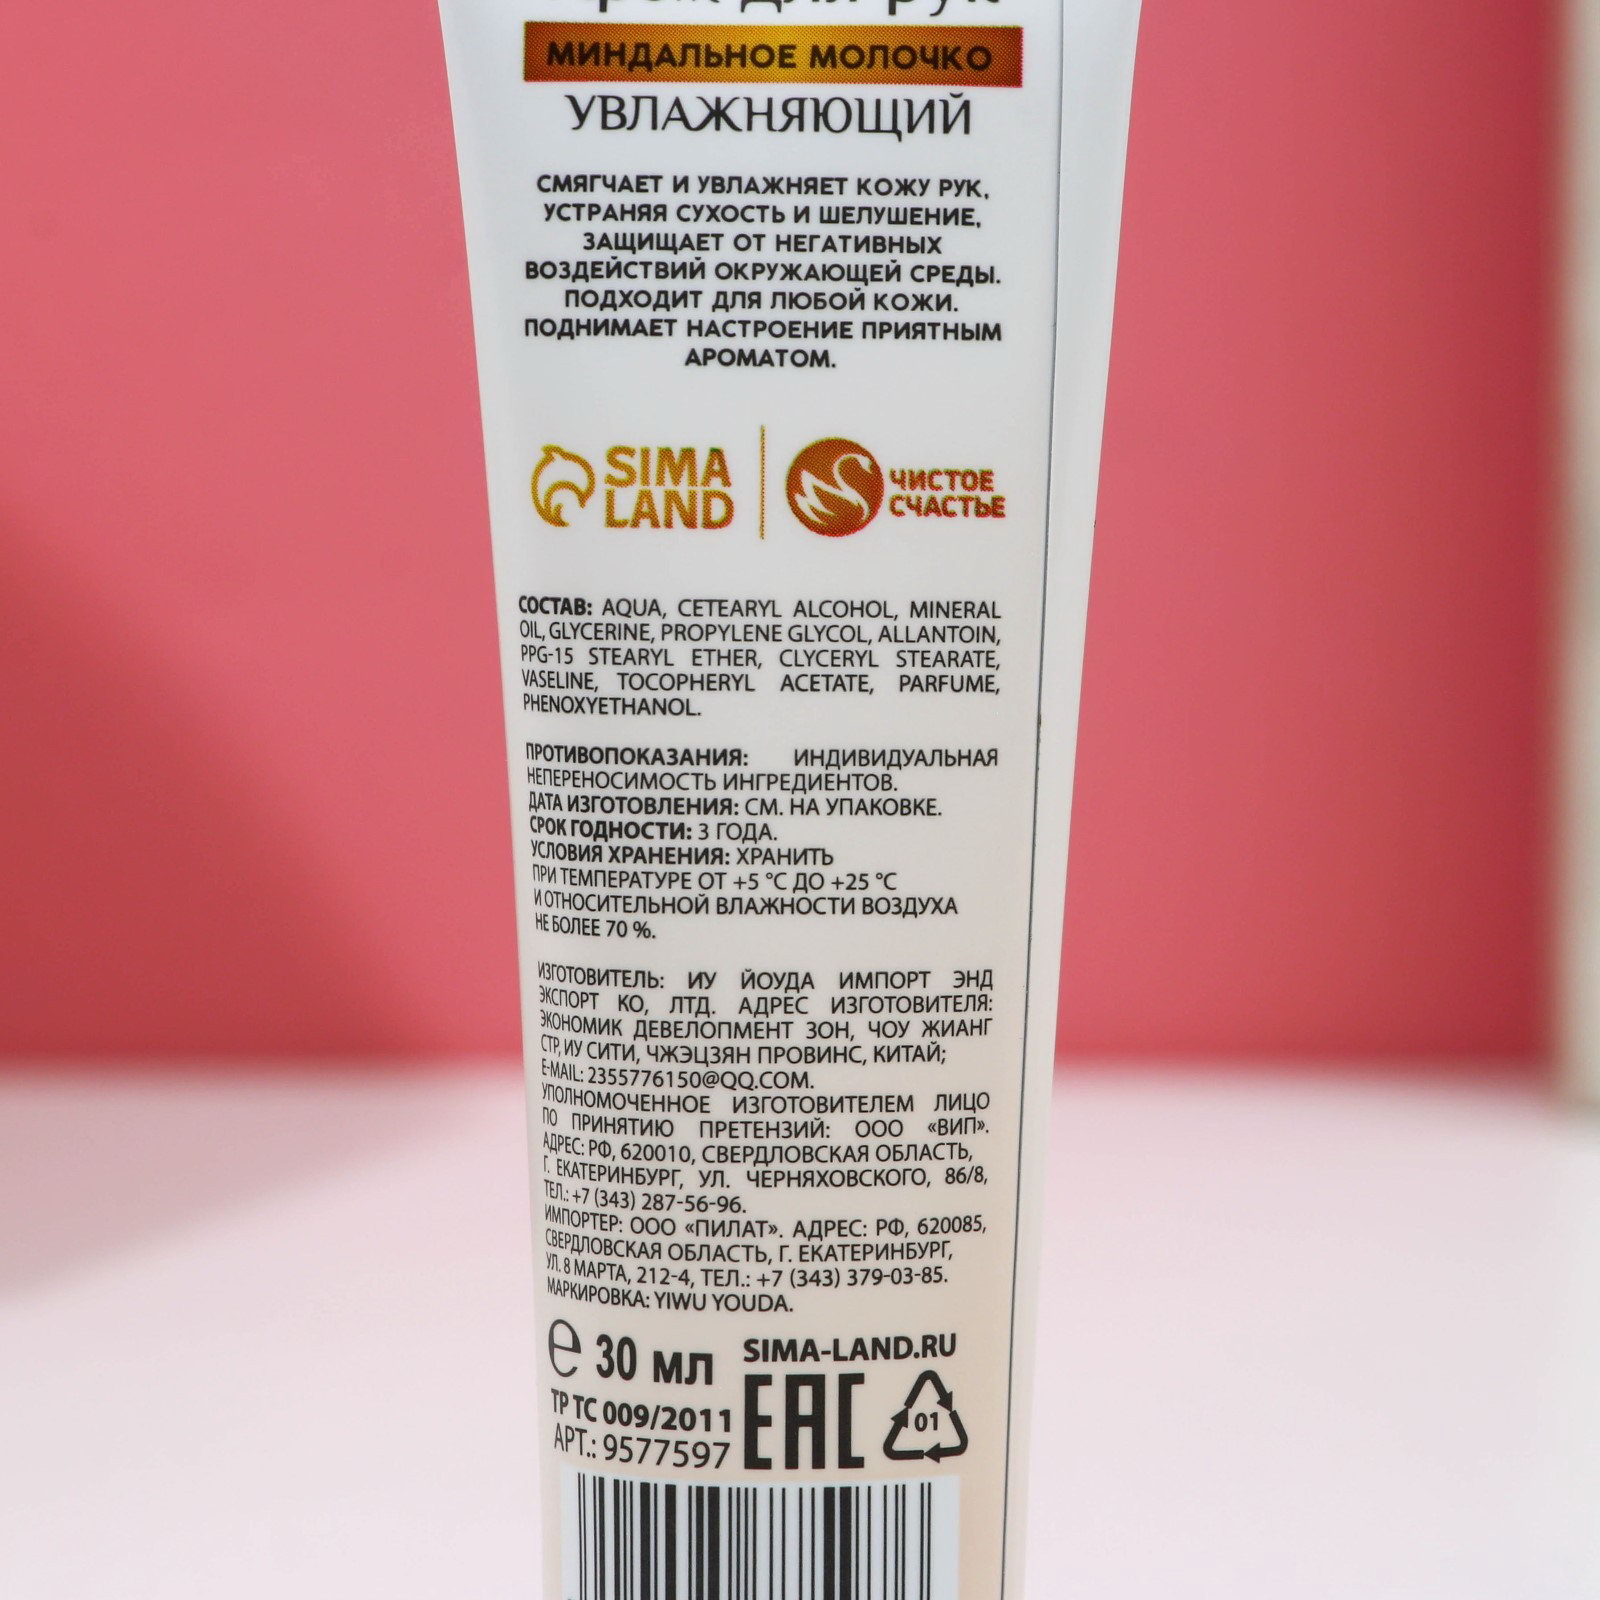 Крем для рук
МИНДАЛЬНОЕ МОЛОЧКО
УВЛАЖНЯЮЩИЙ
СМЯГЧАЕТ И УВЛАЖНЯЕТ КОЖУ РУК,
УСТРАНЯЯ СУХОСТЬ И ШЕЛУШЕНИЕ,
ЗАЩИЩАЕТ ОТ НЕГАТИВНЫХ
ВОЗДЕЙСТВИЙ ОКРУЖАЮЩЕЙ СРЕДЫ.
ПОДХОДИТ ДЛЯ ЛЮБОЙ КОЖИ.
ПОДНИМАЕТ НАСТРОЕНИЕ ПРИЯТНЫМ
АРОМАТОМ.
SIMA
LAND
ЧИСТОЕ
СЧАСТЬЕ
СОСТАВ: AQUA, CETEARYL ALCOHOL, MINERAL
OIL, GLYCERINE, PROPYLENE GLYCOL, ALLANTOIN,
PPG-15 STEARYL ETHER, CLYCERYL STEARATE,
VASELINE, TOCOPHERYL ACETATE, PARFUME,
PHENOXYETHANOL.
ПРОТИВОПОКАЗАНИЯ: ИНДИВИДУАЛЬНАЯ
НЕПЕРЕНОСИМОСТЬ ИНГРЕДИЕНТОВ.
ДАТА ИЗГОТОВЛЕНИЯ: СМ. НА УПАКОВКЕ.
СРОК ГОДНОСТИ: 3 ГОДА.
УСЛОВИЯ ХРАНЕНИЯ: ХРАНИТЬ
ПРИ ТЕМПЕРАТУРЕ ОТ +5 °С ДО +25 °С
И ОТНОСИТЕЛЬНОЙ ВЛАЖНОСТИ ВОЗДУХА
НЕ БОЛЕЕ 70 %.
ИЗГОТОВИТЕЛЬ: ИУ ЙОУДА ИМПОРТ ЭНД
ЭКСПОРТ КО, ЛТД. АДРЕС ИЗГОТОВИТЕЛЯ:
ЭКОНОМИК ДЕВЕЛОПМЕНТ ЗОН, ЧОУ ЖИАНГ
СТР, ИУ СИТИ, ЧЖЭЦЗЯН ПРОВИНС, КИТАЙ;
E-MAIL: 2355776150@QQ.COM.
УПОЛНОМОЧЕННОЕ ИЗГОТОВИТЕЛЕМ ЛИЦО
ПО ПРИНЯТИЮ ПРЕТЕНЗИЙ: ООО «ВИП».
АДРЕС: РФ, 620010, СВЕРДЛОВСКАЯ ОБЛАСТЬ,
Г. ЕКАТЕРИНБУРГ, УЛ. ЧЕРНЯХОВСКОГО, 86/8,
ТЕЛ.: +7 (343) 287-56-96.
ИМПОРТЕР: ООО «ПИЛАТ». АДРЕС: РФ, 620085,
СВЕРДЛОВСКАЯ ОБЛАСТЬ, Г. ЕКАТЕРИНБУРГ,
УЛ. 8 МАРТА, 212-4, ТЕЛ.: +7 (343) 379-03-85.
МАРКИРОВКА: YIWU YOUDA.
℮ 30 мл
SIMA-LAND.RU
ТР ТС 009/2011
АРТ.: 9577597
EAC
01